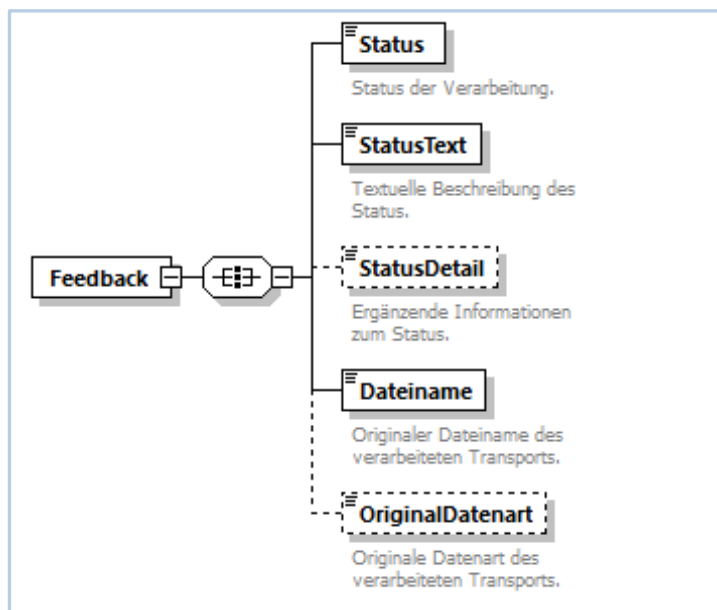 Status
Status der Verarbeitung.
StatusText
Textuelle Beschreibung des
Status.
Feedback
StatusDetail
Ergänzende Informationen
zum Status.
Dateiname
Originaler Dateiname des
verarbeiteten Transports.
OriginalDatenart
Originale Datenart des
verarbeiteten Transports.